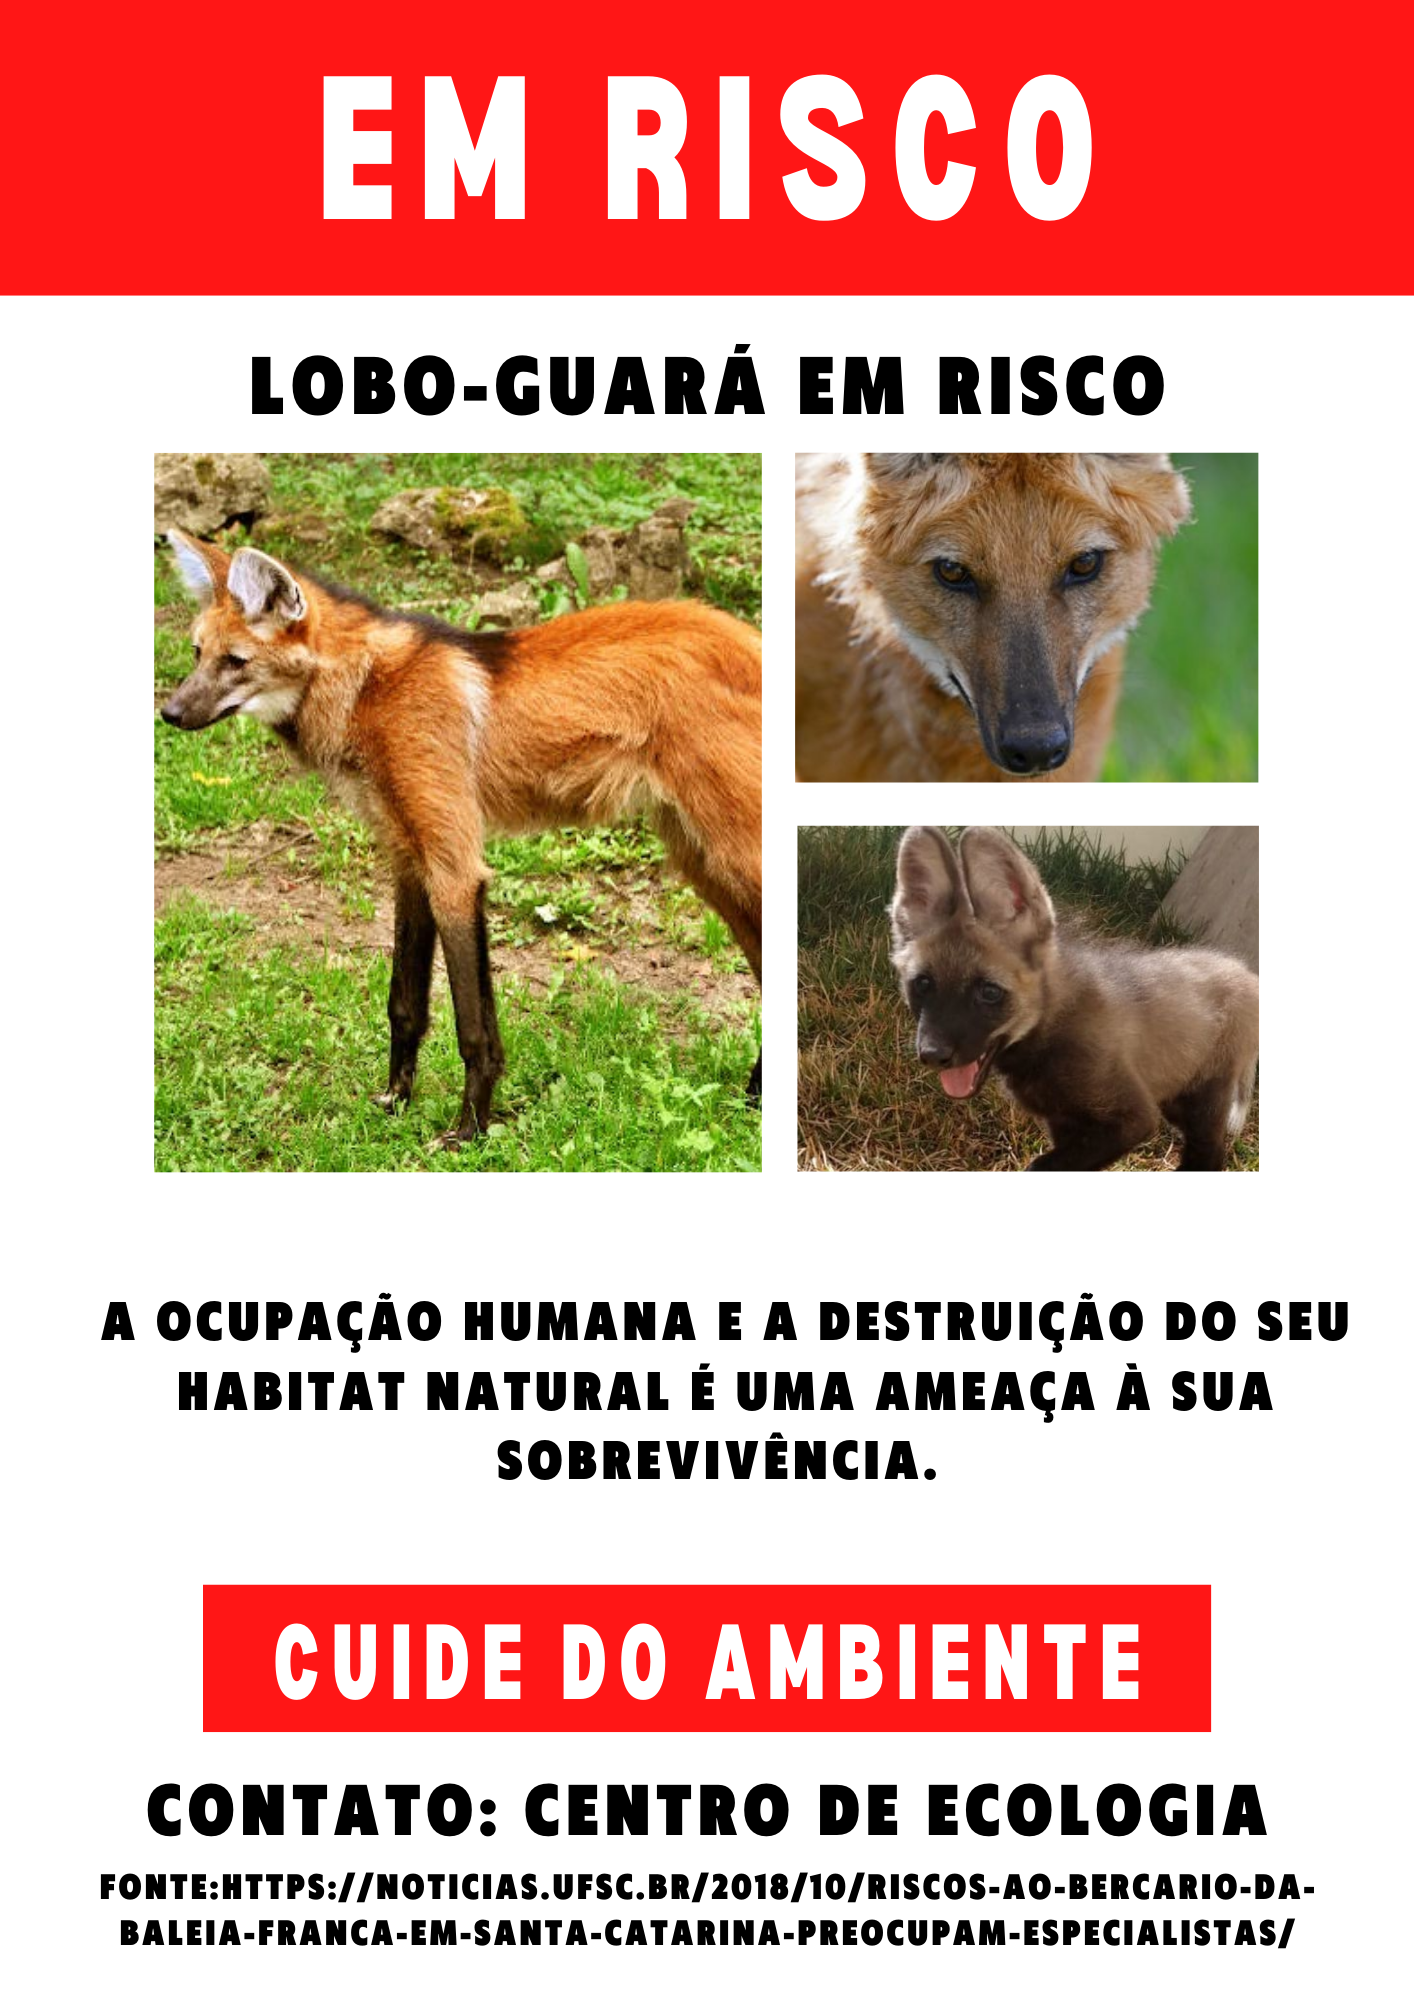 EM RISCO
LOBO-GUARÁ EM RISCO
A OCUPAÇÃO HUMANA E A DESTRUIÇÃO DO SEU
HABITAT NATURAL É UMA AMEAÇA À SUA
SOBREVIVÊNCIA.
CUIDE DO AMBIENTE
CONTATO: CENTRO DE ECOLOGIA
FONTE:HTTPS://NOTICIAS.UFSC.BR/2018/10/RISCOS-AO-BERCARIO-DA-
BALEIA-FRANCA-EM-SANTA-CATARINA-PREOCUPAM-ESPECIALISTAS/